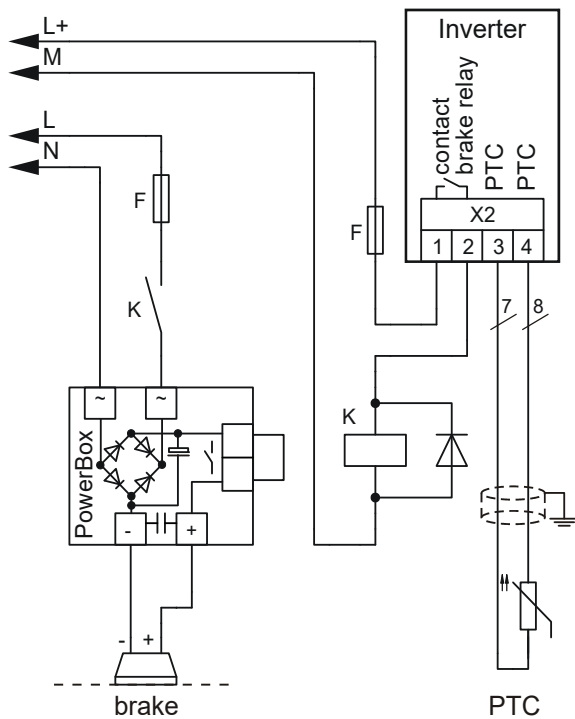 L+
M
L
N
Inverter
contact
brake relay
PTC
PTC
X2
1 2 3 4
F
F
7 8
K
K
~ ~
PowerBox
- +
- +
brake
PTC